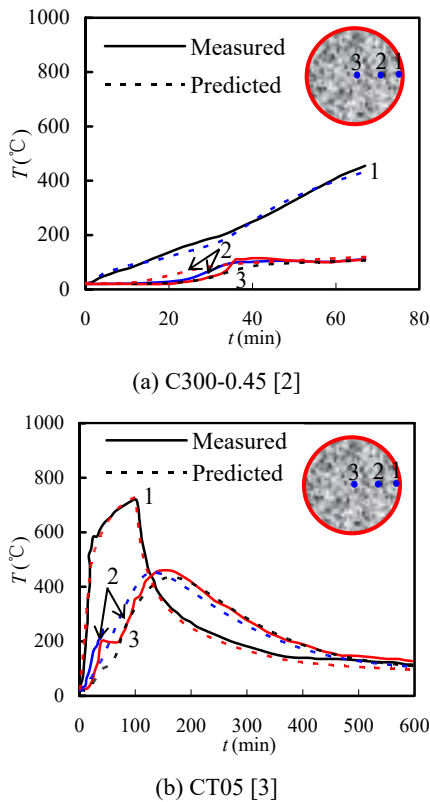 1000
800
600
400
200
0
T (℃)
Measured
Predicted
3 2 1
1
2
3
0 20 40 60 80
t (min)
(a) C300-0.45 [2]
1000
800
600
400
200
0
T (℃)
Measured
Predicted
3 2 1
1
2
3
0 100 200 300 400 500 600
t (min)
(b) CT05 [3]